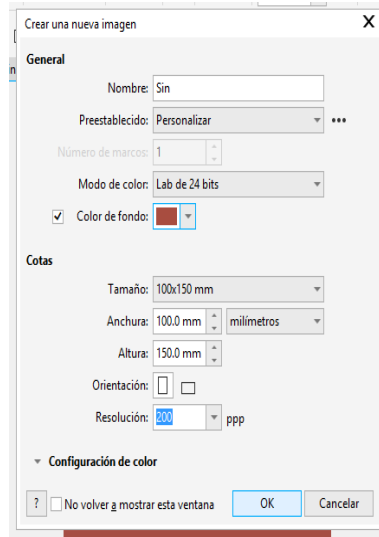 Crear una nueva imagen X
General
Nombre: Sin
Preestablecido: Personalizar •••
Número de marcos: 1
Modo de color: Lab de 24 bits
Color de fondo:
Cotas
Tamaño: 100x150 mm
Anchura: 100.0 mm milímetros
Altura: 150.0 mm
Orientación:
Resolución: 200 ppp
Configuración de color
? No volver a mostrar esta ventana OK Cancelar